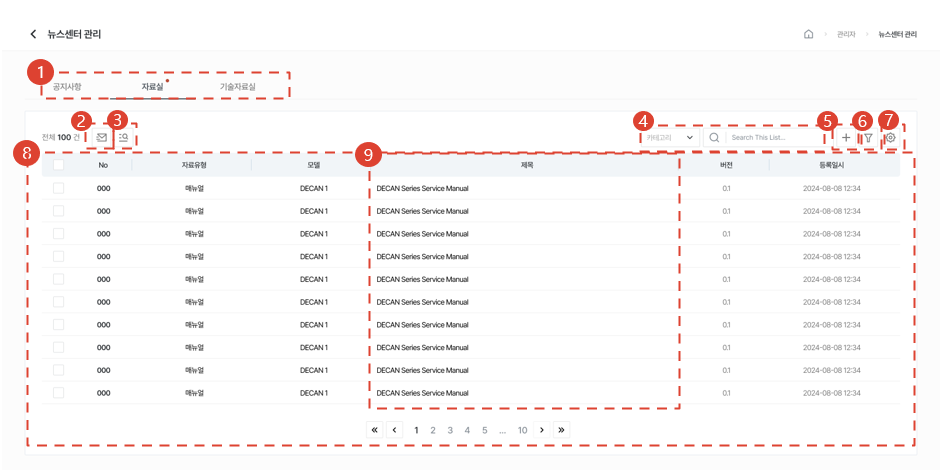 뉴스센터 관리
관리자 뉴스센터 관리
1
공지사항 자료실 기술자료실
2 3 4 5 6 7
전체 100 건 카테고리 Search This List...
8 9
No 자료유형 모델 제목 버전 등록일시
000 매뉴얼 DECAN 1 DECAN Series Service Manual 0.1 2024-08-08 12:34
000 매뉴얼 DECAN 1 DECAN Series Service Manual 0.1 2024-08-08 12:34
000 매뉴얼 DECAN 1 DECAN Series Service Manual 0.1 2024-08-08 12:34
000 매뉴얼 DECAN 1 DECAN Series Service Manual 0.1 2024-08-08 12:34
000 매뉴얼 DECAN 1 DECAN Series Service Manual 0.1 2024-08-08 12:34
000 매뉴얼 DECAN 1 DECAN Series Service Manual 0.1 2024-08-08 12:34
000 매뉴얼 DECAN 1 DECAN Series Service Manual 0.1 2024-08-08 12:34
000 매뉴얼 DECAN 1 DECAN Series Service Manual 0.1 2024-08-08 12:34
000 매뉴얼 DECAN 1 DECAN Series Service Manual 0.1 2024-08-08 12:34
000 매뉴얼 DECAN 1 DECAN Series Service Manual 0.1 2024-08-08 12:34
« ‹ 1 2 3 4 5 ... 10 › »